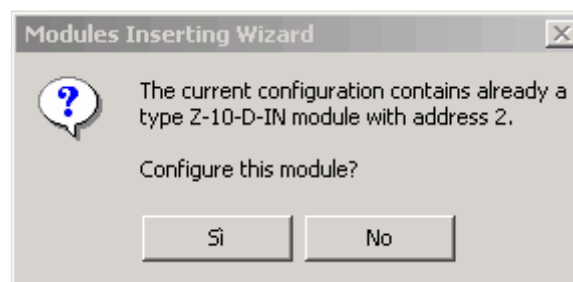 Modules Inserting Wizard
The current configuration contains already a
type Z-10-D-IN module with address 2.
Configure this module?
Sì
No